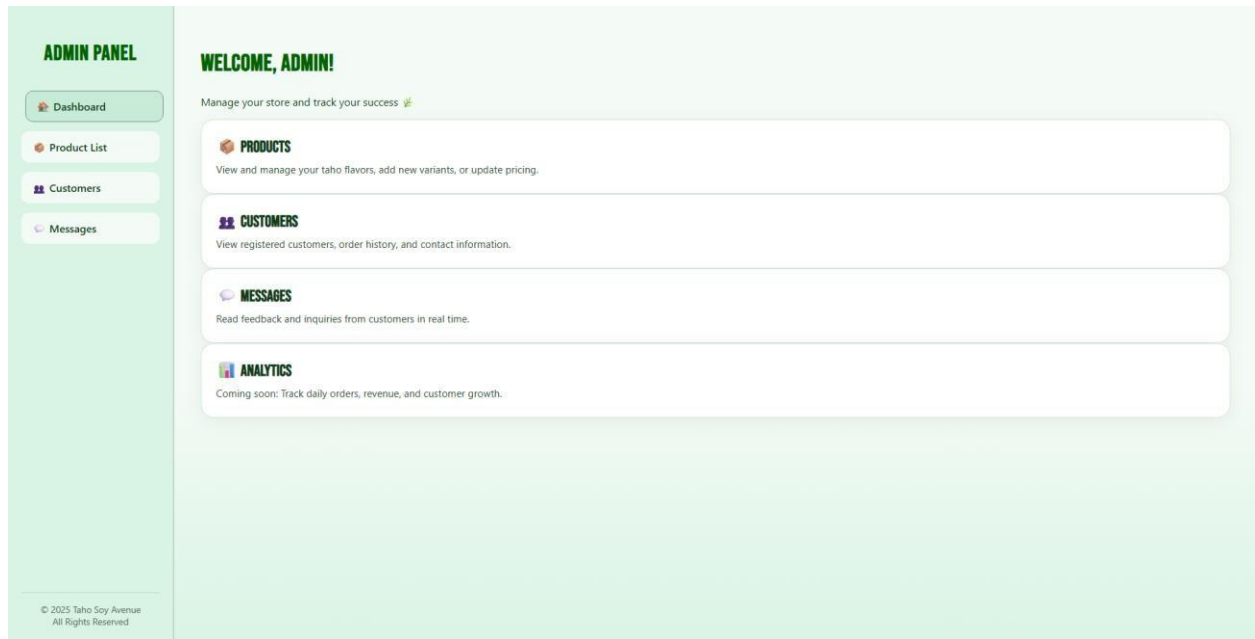 ADMIN PANEL
Dashboard
Product List
Customers
Messages
© 2025 Taho Soy Avenue
All Rights Reserved
WELCOME, ADMIN!
Manage your store and track your success
PRODUCTS
View and manage your taho flavors, add new variants, or update pricing.
CUSTOMERS
View registered customers, order history, and contact information.
MESSAGES
Read feedback and inquiries from customers in real time.
ANALYTICS
Coming soon: Track daily orders, revenue, and customer growth.